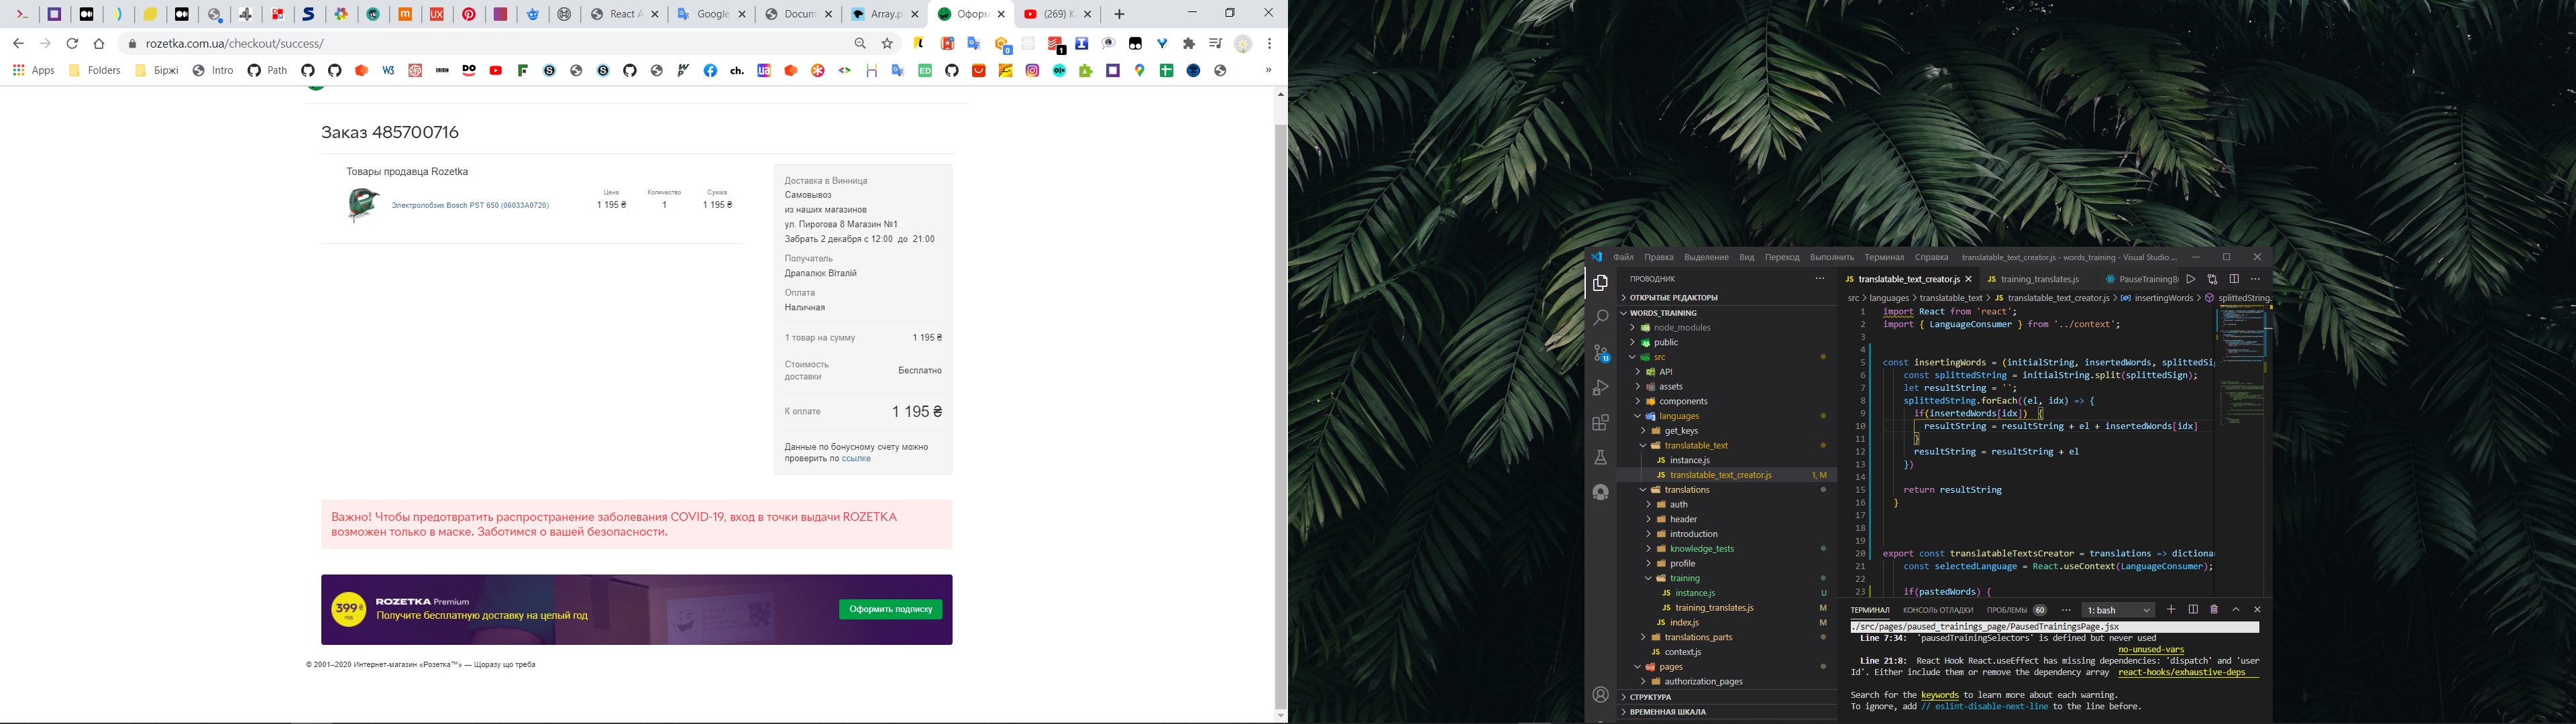 React A
Google
Docum
Array.p
Оформ
(269) К
rozetka.com.ua/checkout/success/
Apps
Folders
Біржі
Intro
Path
Заказ 485700716
Товары продавца Rozetka
Цена
Количество
Сумма
Электролобзик Bosch PST 650 (06033A0720)
1 195 ₴
1
1 195 ₴
Доставка в Винница
Самовывоз
из наших магазинов
ул. Пирогова 8 Магазин №1
Забрать 2 декабря с 12:00 до 21:00
Получатель
Драпалюк Віталій
Оплата
Наличная
1 товар на сумму 1 195 ₴
Стоимость
доставки
Бесплатно
К оплате 1 195 ₴
Данные по бонусному счету можно
проверить по ссылке
Важно! Чтобы предотвратить распространение заболевания COVID-19, вход в точки выдачи ROZETKA
возможен только в маске. Заботимся о вашей безопасности.
399 ₴
год
ROZETKA Premium
Получите бесплатную доставку на целый год
Оформить подписку
© 2001–2020 Интернет-магазин «Розетка™» — Щоразу що треба
Файл Правка Выделение Вид Переход Выполнить Терминал Справка translatable_text_creator.js - words_training - Visual Studio ...
ПРОВОДНИК
ОТКРЫТЫЕ РЕДАКТОРЫ
WORDS_TRAINING
node_modules
public
src
API
assets
components
languages
get_keys
translatable_text
instance.js
translatable_text_creator.js 1, M
translations
auth
header
introduction
knowledge_tests
profile
training
instance.js U
training_translates.js M
index.js M
translations_parts
context.js
pages
authorization_pages
СТРУКТУРА
ВРЕМЕННАЯ ШКАЛА
JS translatable_text_creator.js
JS training_translates.js
PauseTrainingB
src > languages > translatable_text > JS translatable_text_creator.js > insertingWords > splittedString.
1 import React from 'react';
2 import { LanguageConsumer } from '../context';
3
4
5 const insertingWords = (initialString, insertedWords, splittedSi
6 const splittedString = initialString.split(splittedSign);
7 let resultString = '';
8 splittedString.forEach((el, idx) => {
9 if(insertedWords[idx]) {
10 resultString = resultString + el + insertedWords[idx]
11 }
12 resultString = resultString + el
13 })
14
15 return resultString
16 }
17
18
19
20 export const translatableTextsCreator = translations => dictiona
21 const selectedLanguage = React.useContext(LanguageConsumer);
22
23 if(pastedWords) {
ТЕРМИНАЛ КОНСОЛЬ ОТЛАДКИ ПРОБЛЕМЫ 60 ... 1: bash
./src/pages/paused_trainings_page/PausedTrainingsPage.jsx
Line 7:34: 'pausedTrainingSelectors' is defined but never used
no-unused-vars
Line 21:8: React Hook React.useEffect has missing dependencies: 'dispatch' and 'user
Id'. Either include them or remove the dependency array react-hooks/exhaustive-deps
Search for the keywords to learn more about each warning.
To ignore, add // eslint-disable-next-line to the line before.